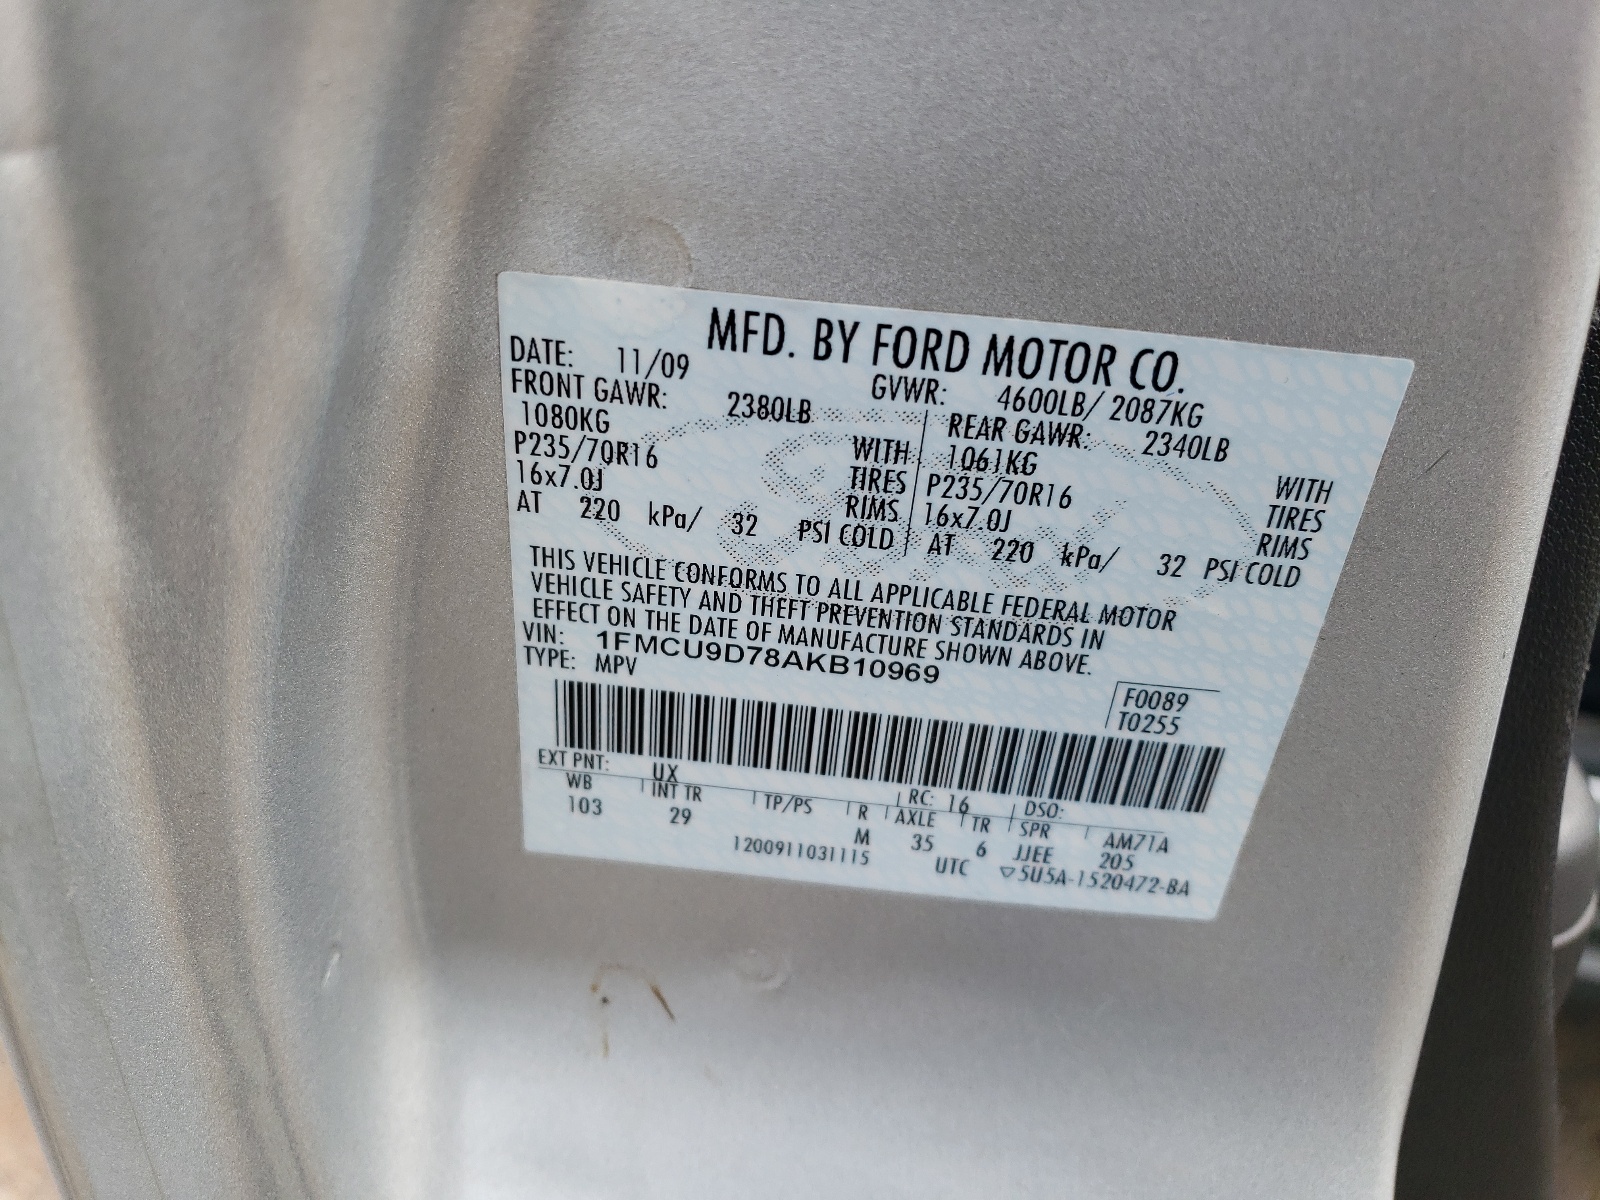 MFD. BY FORD MOTOR CO.
DATE: 11/09 GVWR: 4600LB/ 2087KG
FRONT GAWR: 2380LB REAR GAWR: 2340LB
1080KG WITH 1061KG WITH
P235/70R16 TIRES P235/70R16 TIRES
16x7.0J RIMS 16x7.0J RIMS
AT 220 kPa/ 32 PSI COLD AT 220 kPa/ 32 PSI COLD
THIS VEHICLE CONFORMS TO ALL APPLICABLE FEDERAL MOTOR
VEHICLE SAFETY AND THEFT PREVENTION STANDARDS IN
EFFECT ON THE DATE OF MANUFACTURE SHOWN ABOVE.
VIN: 1FMCU9D78AKB10969
TYPE: MPV
F0089
T0255
EXT PNT: UX RC: 16 DSO:
WB INT TR TP/PS R AXLE TR SPR AM71A
103 29 M 35 6 JJEE 205
1200911031115 UTC ▽5U5A-1520472-BA